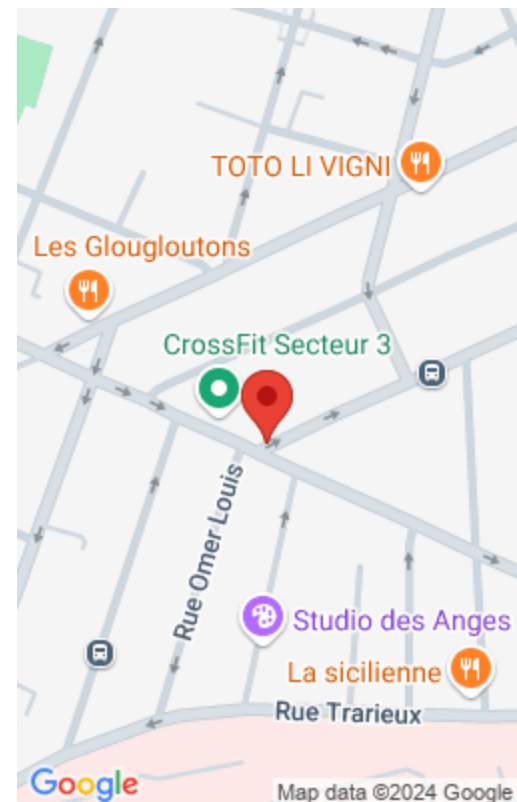 TOTO LI VIGNI
Les Glougloutons
CrossFit Secteur 3
Rue Omer Louis
Studio des Anges
La sicilienne
Rue Trarieux
Google
Map data ©2024 Google